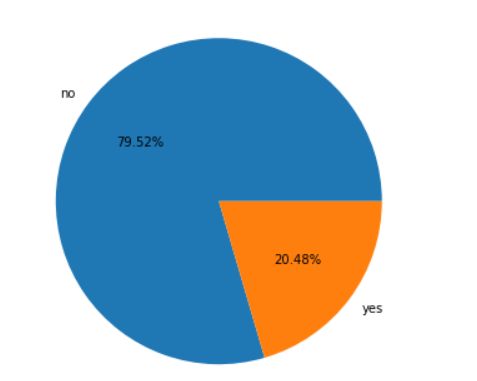 no
79.52%
20.48%
yes